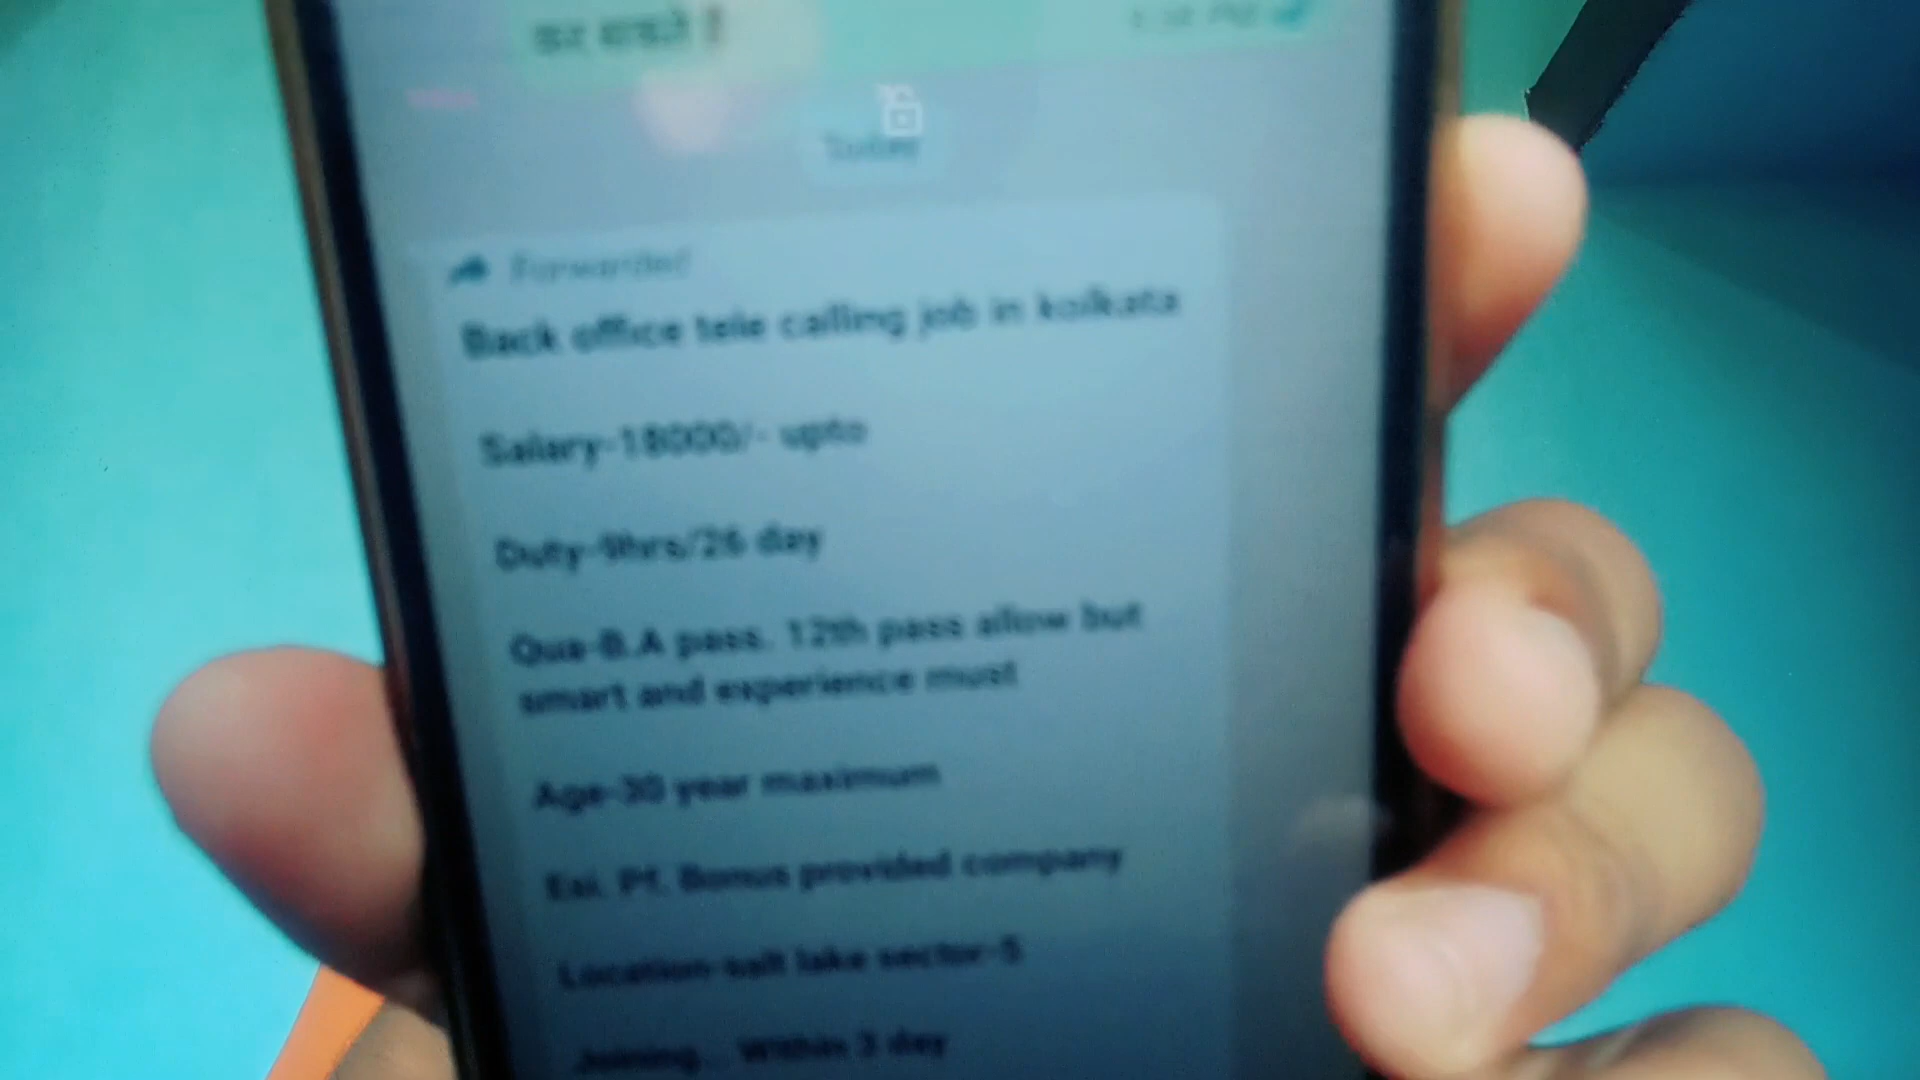 Today
Forwarded
Back office tele calling job in kolkata
Salary-18000/- upto
Duty-9hrs/26 day
Qua-B.A pass. 12th pass allow but
smart and experience must
Age-30 year maximum
Esi. Pf. Bonus provided company
Location-salt lake sector-5
Joining.. Within 3 day